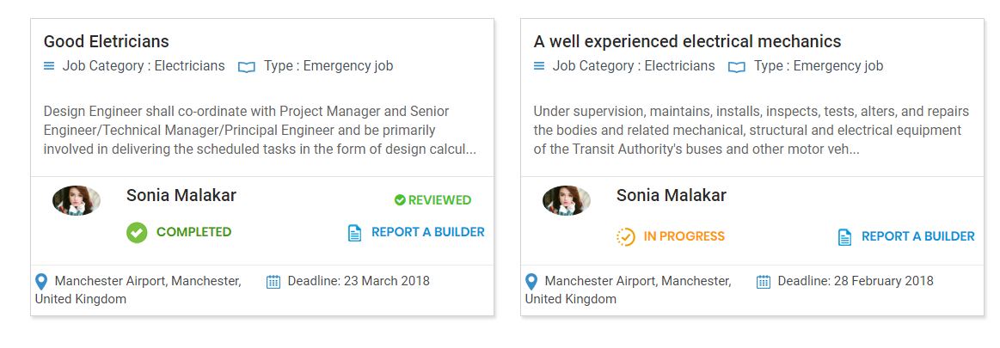 Good Eletricians
Job Category : Electricians Type : Emergency job
Design Engineer shall co-ordinate with Project Manager and Senior
Engineer/Technical Manager/Principal Engineer and be primarily
involved in delivering the scheduled tasks in the form of design calcul...
Sonia Malakar
REVIEWED
COMPLETED
REPORT A BUILDER
Manchester Airport, Manchester,
United Kingdom
Deadline: 23 March 2018
A well experienced electrical mechanics
Job Category : Electricians Type : Emergency job
Under supervision, maintains, installs, inspects, tests, alters, and repairs
the bodies and related mechanical, structural and electrical equipment
of the Transit Authority's buses and other motor veh...
Sonia Malakar
IN PROGRESS
REPORT A BUILDER
Manchester Airport, Manchester,
United Kingdom
Deadline: 28 February 2018